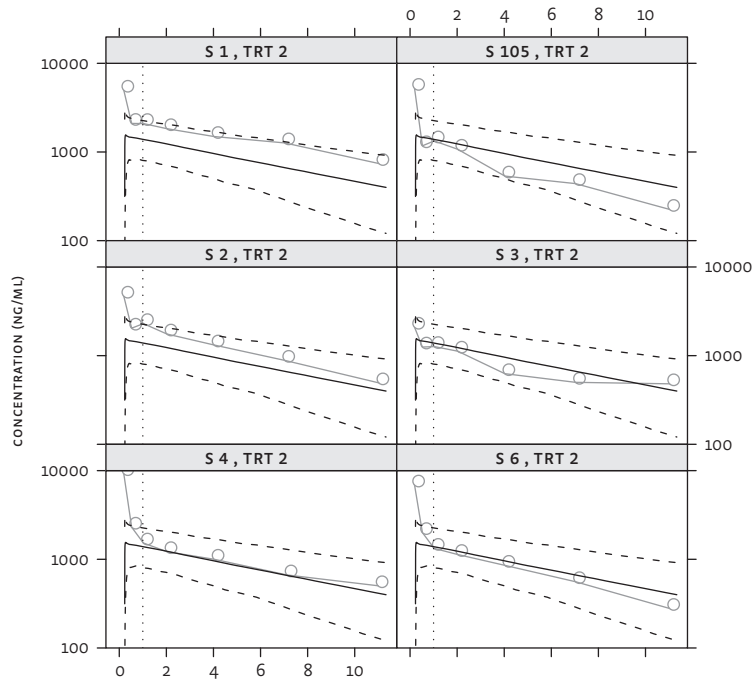 0 2 4 6 8 10
S 1 , TRT 2 S 105 , TRT 2
10000
1000
100
S 2 , TRT 2 S 3 , TRT 2
10000
1000
100
CONCENTRATION (NG/ML)
S 4 , TRT 2 S 6 , TRT 2
10000
1000
100
0 2 4 6 8 10